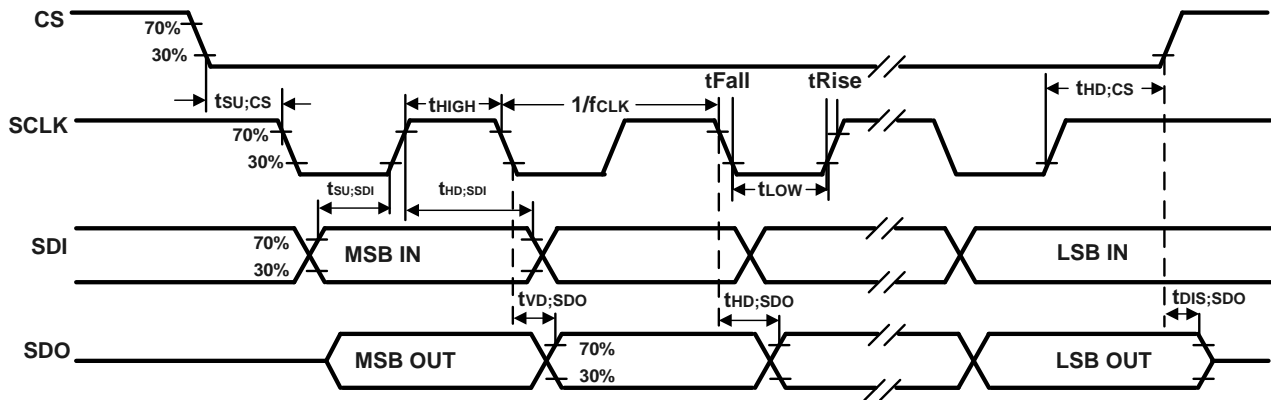 CS
70%
30%
tFall
tRise
tSU;CS
tHIGH
1/fCLK
tHD;CS
SCLK
70%
30%
tSU;SDI
tHD;SDI
tLOW
SDI
70%
30%
MSB IN
LSB IN
tVD;SDO
tHD;SDO
tDIS;SDO
SDO
MSB OUT
70%
30%
LSB OUT